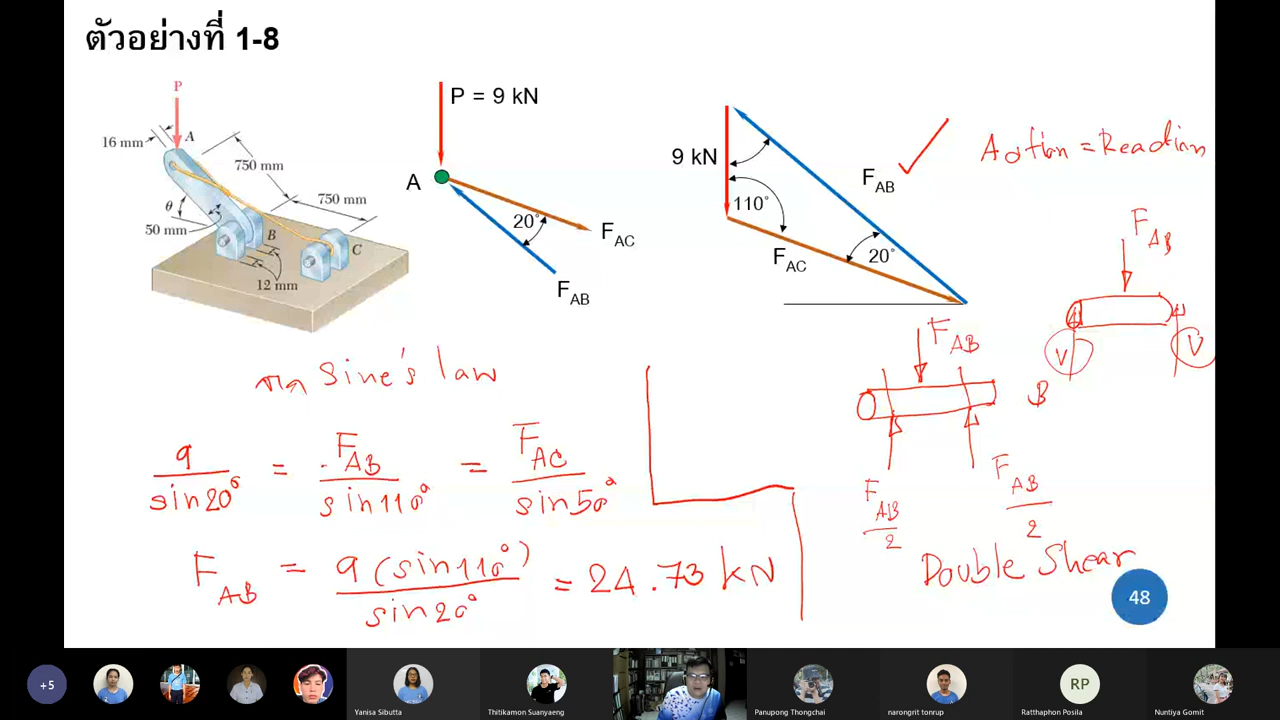 ตัวอย่างที่ 1-8
P
A
16 mm
750 mm
750 mm
θ
50 mm
B
C
12 mm
P = 9 kN
A
20°
F_AC
F_AB
9 kN
110°
F_AB
F_AC
20°
Action = Reaction
F_AB
V
V
F_AB
B
F_AB/2
F_AB/2
Double Shear
จาก Sine's law
9/sin20° = F_AB/sin110° = F_AC/sin50°
F_AB = 9(sin110°)/sin20° = 24.73 kN
48
+5
Yanisa Sibutta
Thitikamon Suanyaeng
Panupong Thongchai
narongrit tonrup
RP
Ratthaphon Posila
Nuntiya Gomit